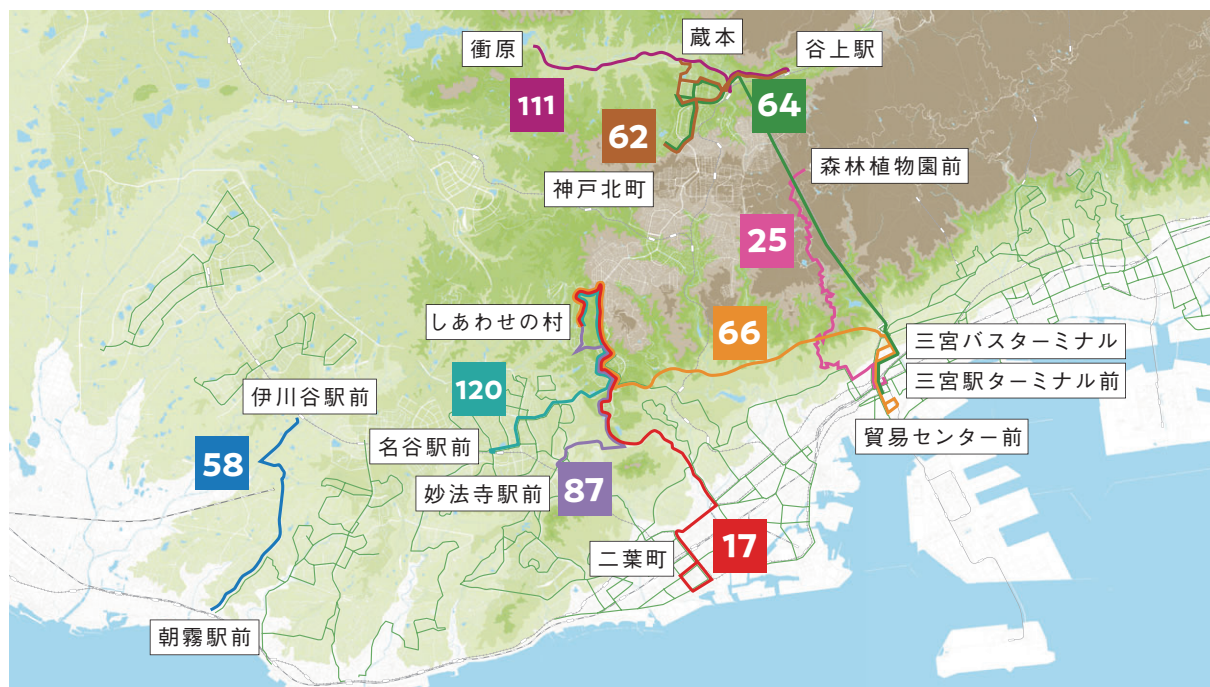 衝原
蔵本
谷上駅
111
62
64
神戸北町
森林植物園前
25
しあわせの村
66
三宮バスターミナル
120
三宮駅ターミナル前
伊川谷駅前
貿易センター前
名谷駅前
58
妙法寺駅前
87
二葉町
17
朝霧駅前